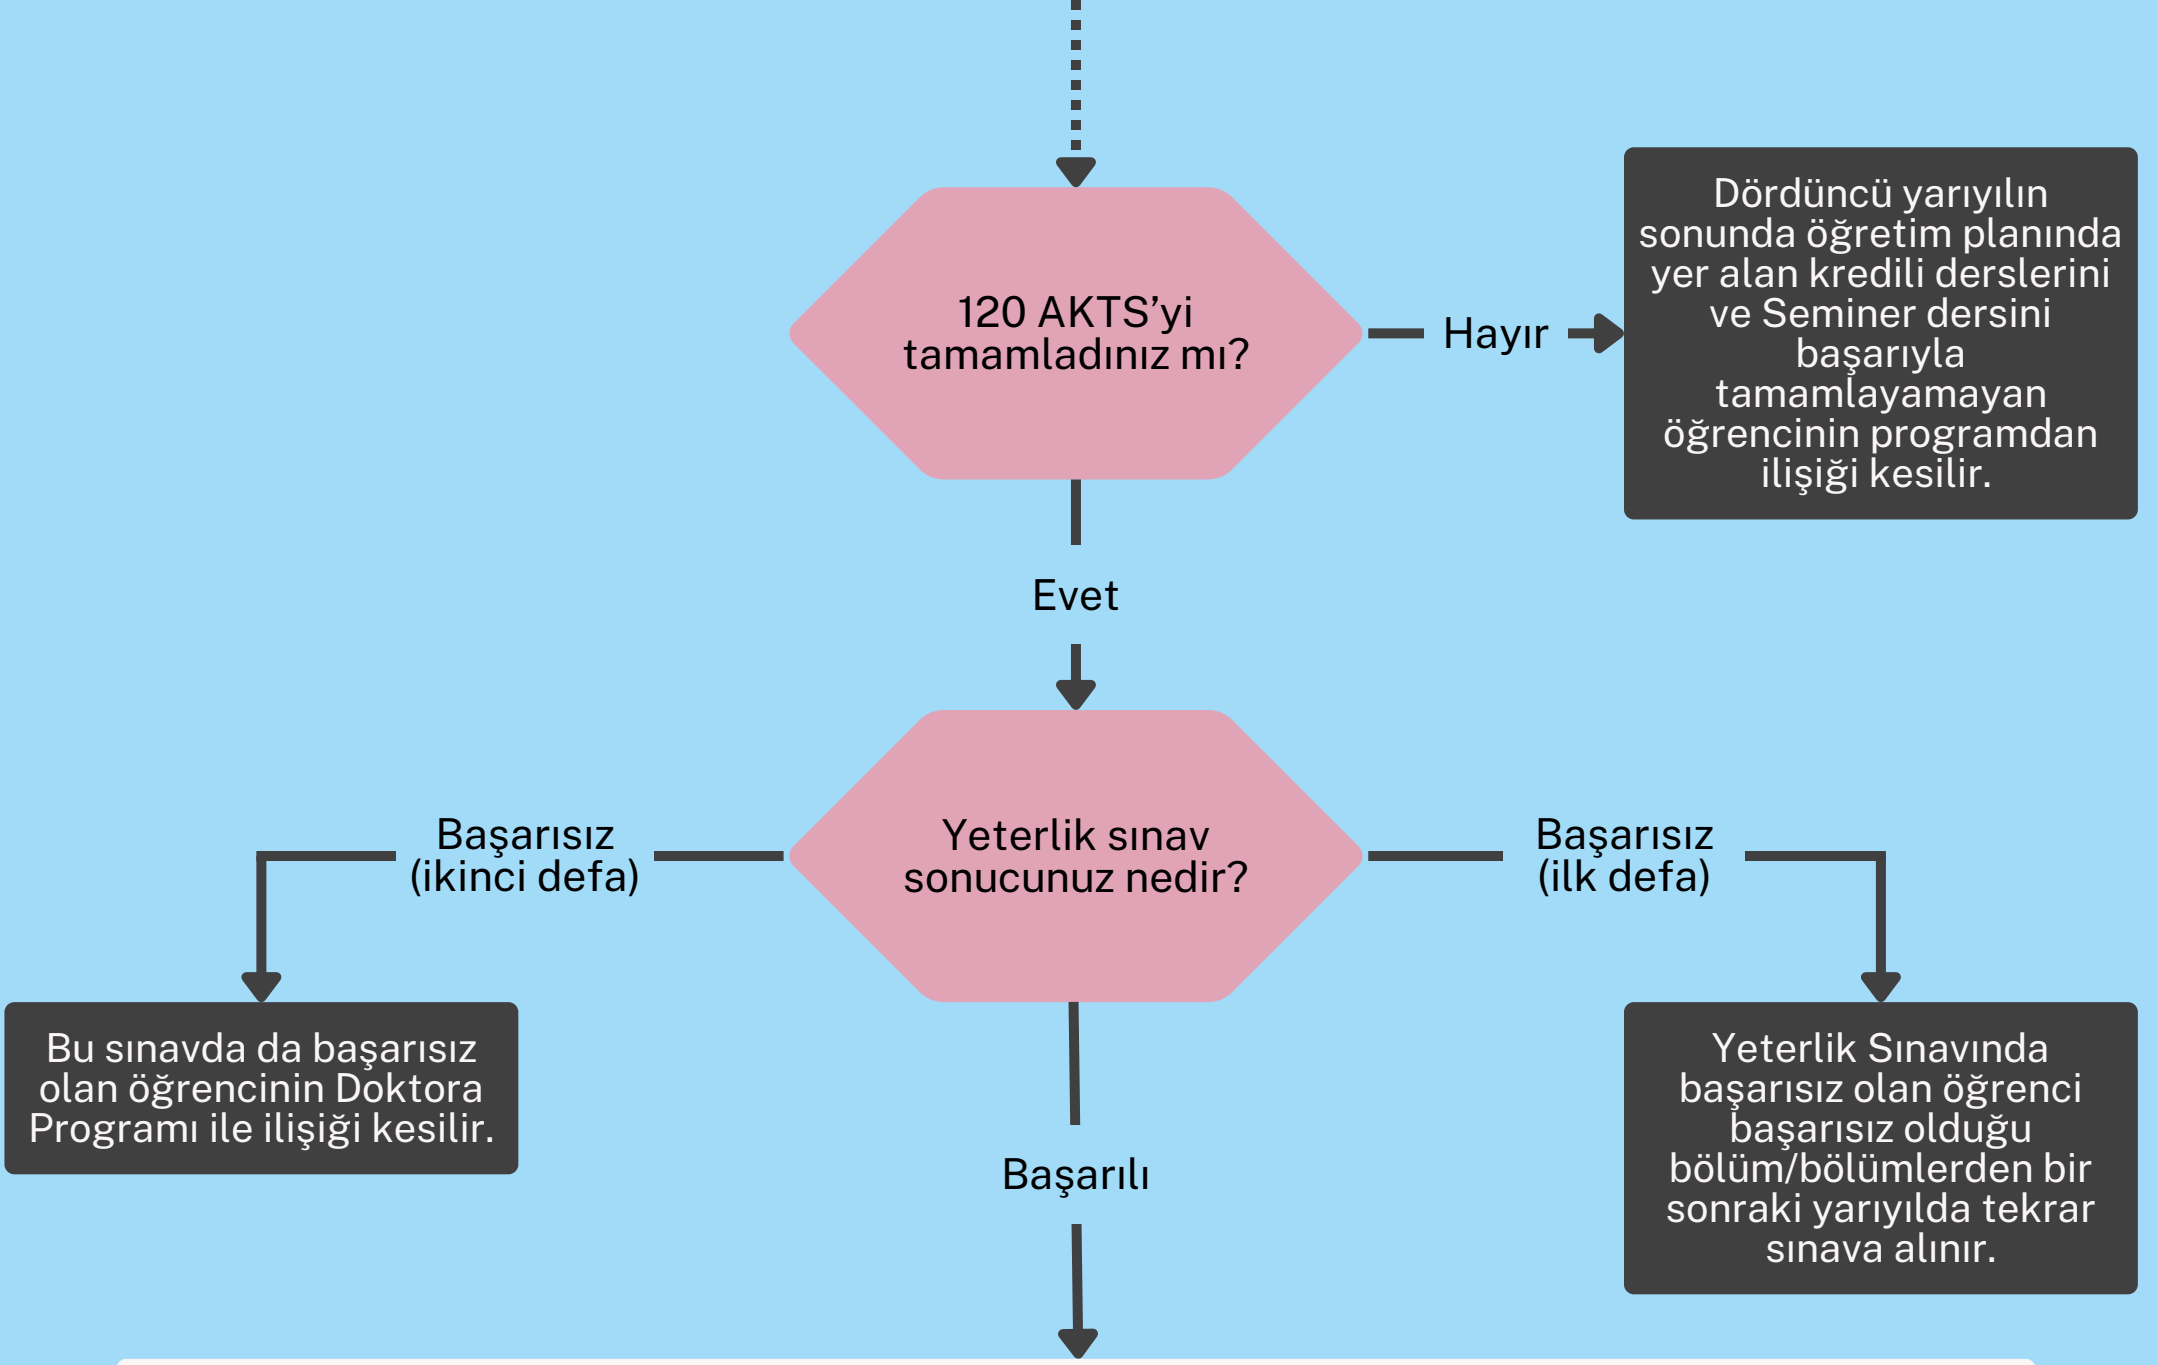 120 AKTS’yi
tamamladınız mı?
Hayır
Dördüncü yarıyılın
sonunda öğretim planında
yer alan kredili derslerini
ve Seminer dersini
başarıyla
tamamlayamayan
öğrencinin programdan
ilişiği kesilir.
Evet
Başarısız
(ikinci defa)
Yeterlik sınav
sonucunuz nedir?
Başarısız
(ilk defa)
Bu sınavda da başarısız
olan öğrencinin Doktora
Programı ile ilişiği kesilir.
Başarılı
Yeterlik Sınavında
başarısız olan öğrenci
başarısız olduğu
bölüm/bölümlerden bir
sonraki yarıyılda tekrar
sınava alınır.